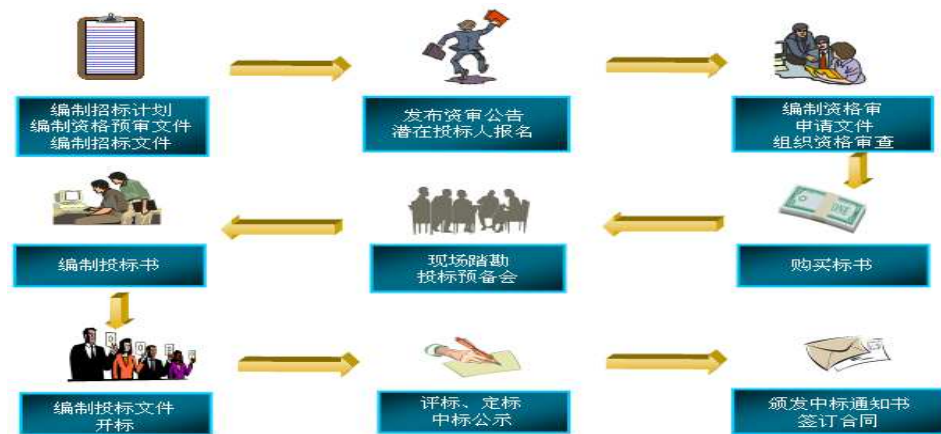 编制招标计划
编制资格预审文件
编制招标文件
发布资审公告
潜在投标人报名
编制资格审
申请文件
组织资格审查
购买标书
现场踏勘
投标预备会
编制投标书
编制投标文件
开标
评标、定标
中标公示
颁发中标通知书
签订合同